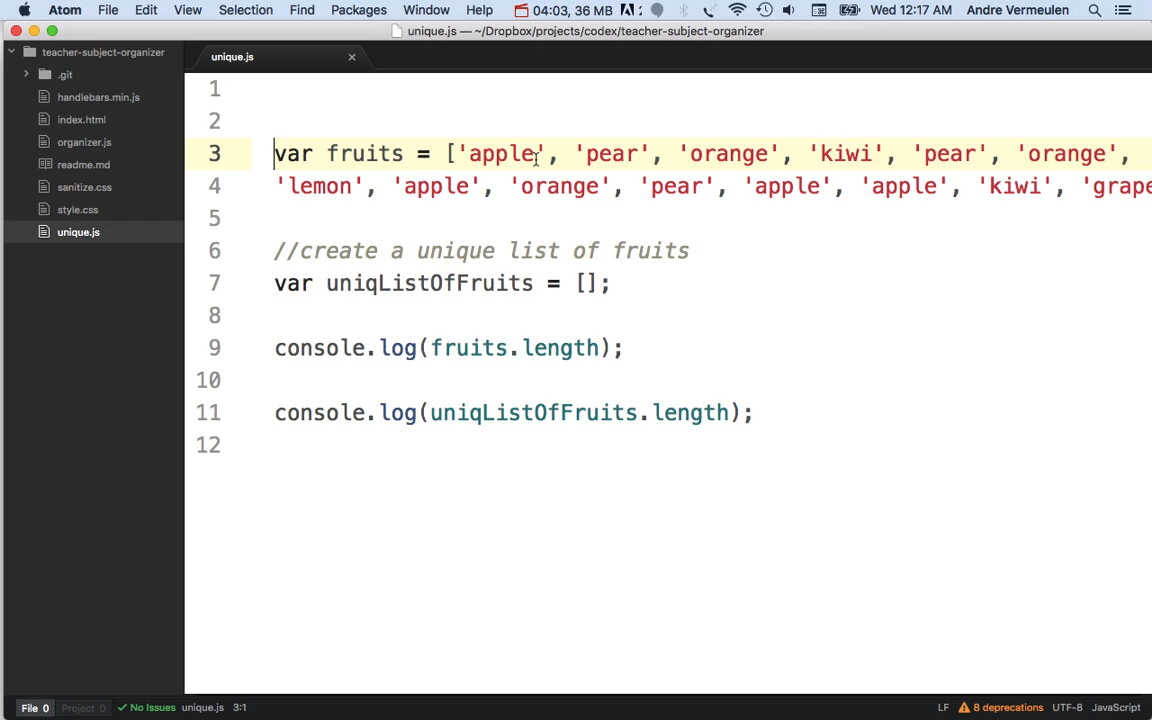 Atom File Edit View Selection Find Packages Window Help 04:03, 36 MB Wed 12:17 AM Andre Vermeulen
unique.js — ~/Dropbox/projects/codex/teacher-subject-organizer
teacher-subject-organizer
.git
handlebars.min.js
index.html
organizer.js
readme.md
sanitize.css
style.css
unique.js
unique.js
1
2
3 var fruits = ['apple', 'pear', 'orange', 'kiwi', 'pear', 'orange',
4 'lemon', 'apple', 'orange', 'pear', 'apple', 'apple', 'kiwi', 'grape
5
6 //create a unique list of fruits
7 var uniqListOfFruits = [];
8
9 console.log(fruits.length);
10
11 console.log(uniqListOfFruits.length);
12
File 0 Project 0 No Issues unique.js 3:1 LF 8 deprecations UTF-8 JavaScript